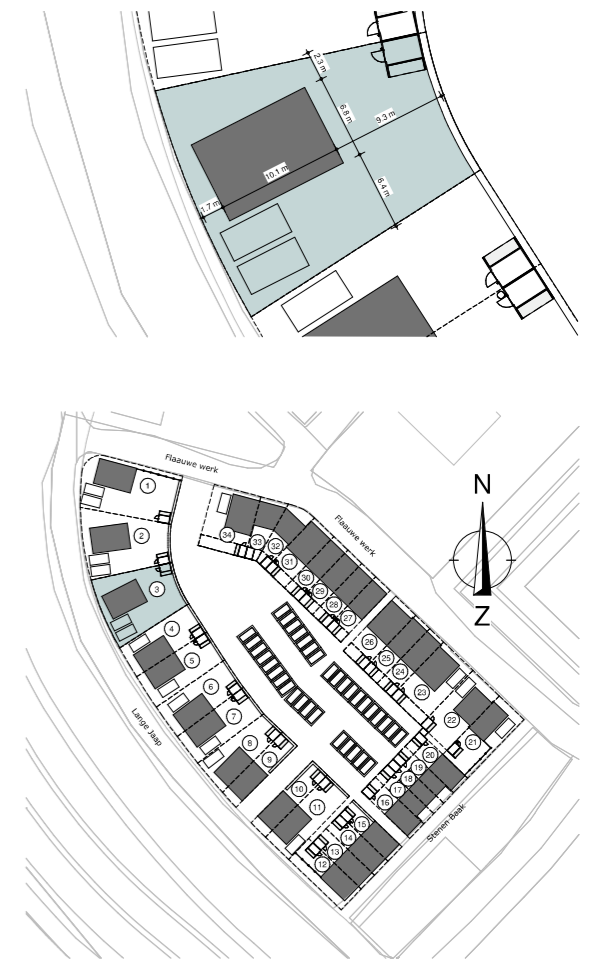 2.3 m
6.8 m
9.3 m
10.1 m
1.7 m
6.4 m
Flaauwe werk
N
Z
Flaauwe werk
1
2
3
4
5
6
7
8
9
10
11
12
13
14
15
16
17
18
19
20
21
22
23
24
25
26
27
28
29
30
31
32
33
34
Lange Jaap
Stenen Baak